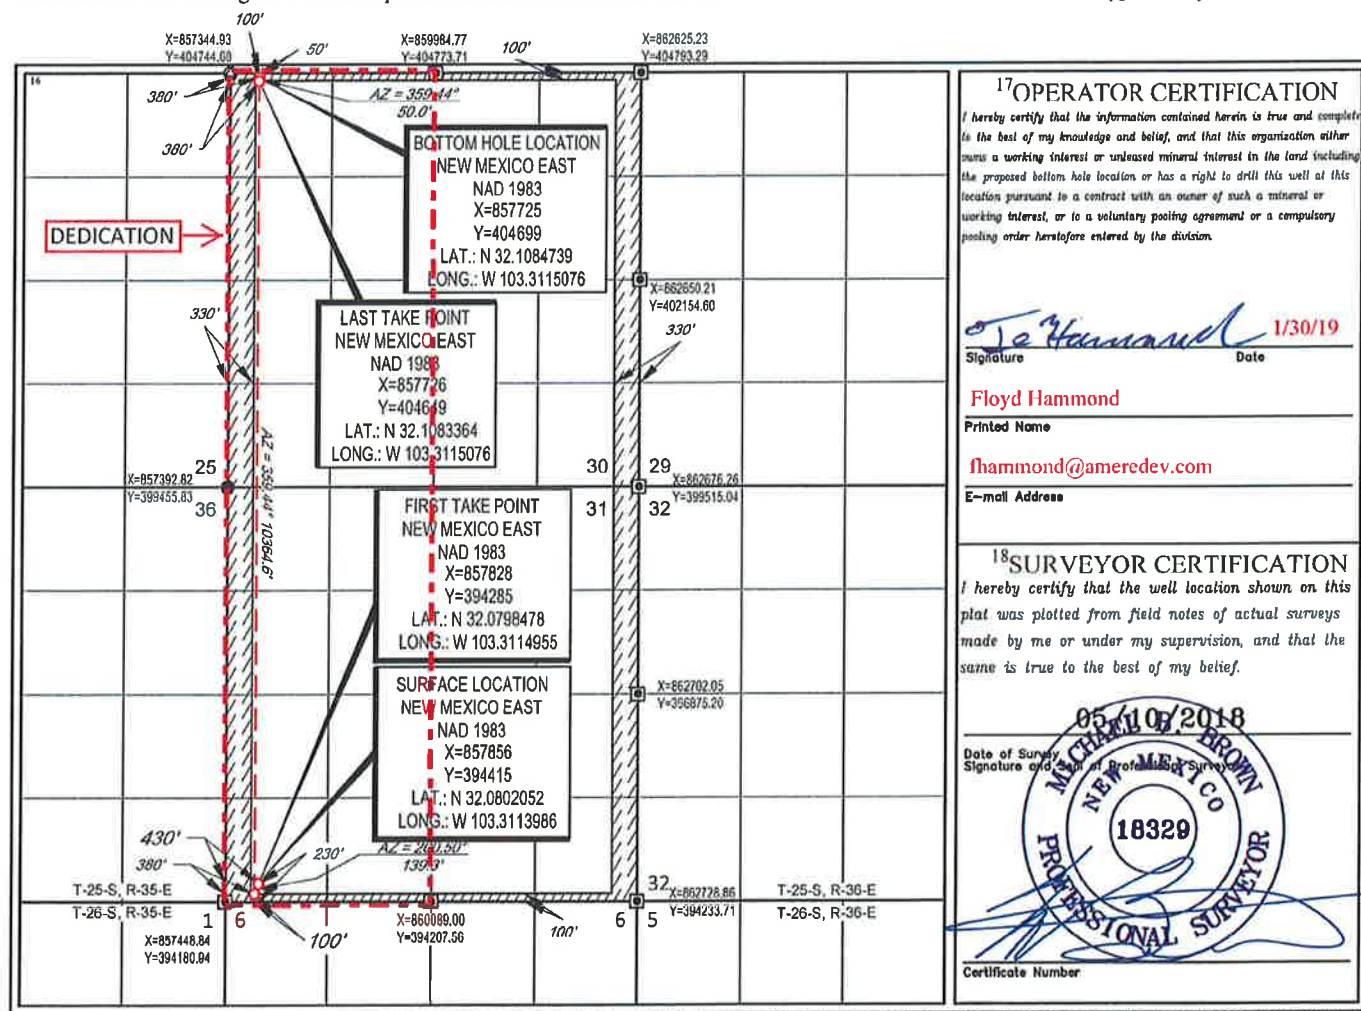 100'
X=857344.93
Y=404744.60
50'
X=859984.77
Y=404773.71
100'
X=862625.23
Y=404793.29
16
380'
380'
AZ = 359.44°
50.0'
BOTTOM HOLE LOCATION
NEW MEXICO EAST
NAD 1983
X=857725
Y=404699
LAT.: N 32.1084739
LONG.: W 103.3115076
DEDICATION
LAST TAKE POINT
NEW MEXICO EAST
NAD 1983
X=857726
Y=404649
LAT.: N 32.1083364
LONG.: W 103.3115076
330'
X=862650.21
Y=402154.60
330'
AZ = 359.44° 10364.6'
25
36
X=857392.82
Y=399455.83
30
29
31
32
X=862676.26
Y=399515.04
FIRST TAKE POINT
NEW MEXICO EAST
NAD 1983
X=857828
Y=394285
LAT.: N 32.0798478
LONG.: W 103.3114955
SURFACE LOCATION
NEW MEXICO EAST
NAD 1983
X=857856
Y=394415
LAT.: N 32.0802052
LONG.: W 103.3113986
X=862702.05
Y=396875.20
430'
380'
230'
139.3'
T-25-S, R-35-E
T-26-S, R-35-E
1
6
X=857448.84
Y=394180.94
100'
X=860089.00
Y=394207.56
100'
6
5
32
X=862728.86
Y=394233.71
T-25-S, R-36-E
T-26-S, R-36-E
17 OPERATOR CERTIFICATION
I hereby certify that the information contained herein is true and complete
to the best of my knowledge and belief, and that this organization either
owns a working interest or unleased mineral interest in the land including
the proposed bottom hole location or has a right to drill this well at this
location pursuant to a contract with an owner of such a mineral or
working interest, or to a voluntary pooling agreement or a compulsory
pooling order heretofore entered by the division.
1/30/19
Signature Date
Floyd Hammond
Printed Name
fhammond@ameredev.com
E-mail Address
18 SURVEYOR CERTIFICATION
I hereby certify that the well location shown on this
plat was plotted from field notes of actual surveys
made by me or under my supervision, and that the
same is true to the best of my belief.
05/10/2018
Date of Survey
Signature and Seal of Professional Surveyor
MICHAEL B. BROWN
NEW MEXICO
18329
PROFESSIONAL SURVEYOR
Certificate Number